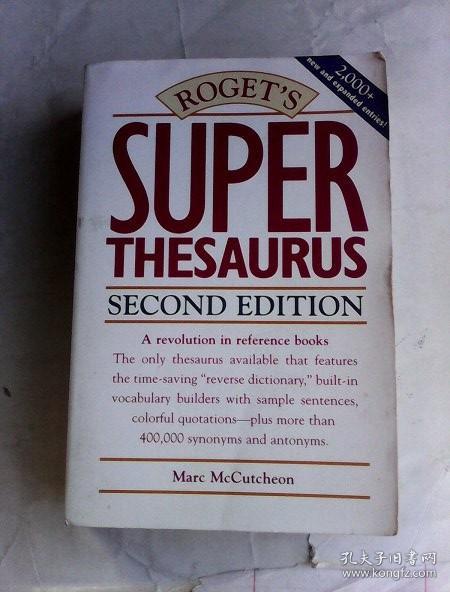 ROGET'S
2,000+
new and expanded entries!
SUPER
THESAURUS
SECOND EDITION
A revolution in reference books
The only thesaurus available that features
the time-saving “reverse dictionary,” built-in
vocabulary builders with sample sentences,
colorful quotations—plus more than
400,000 synonyms and antonyms.
Marc McCutcheon
孔夫子旧书网
www.kongfz.com